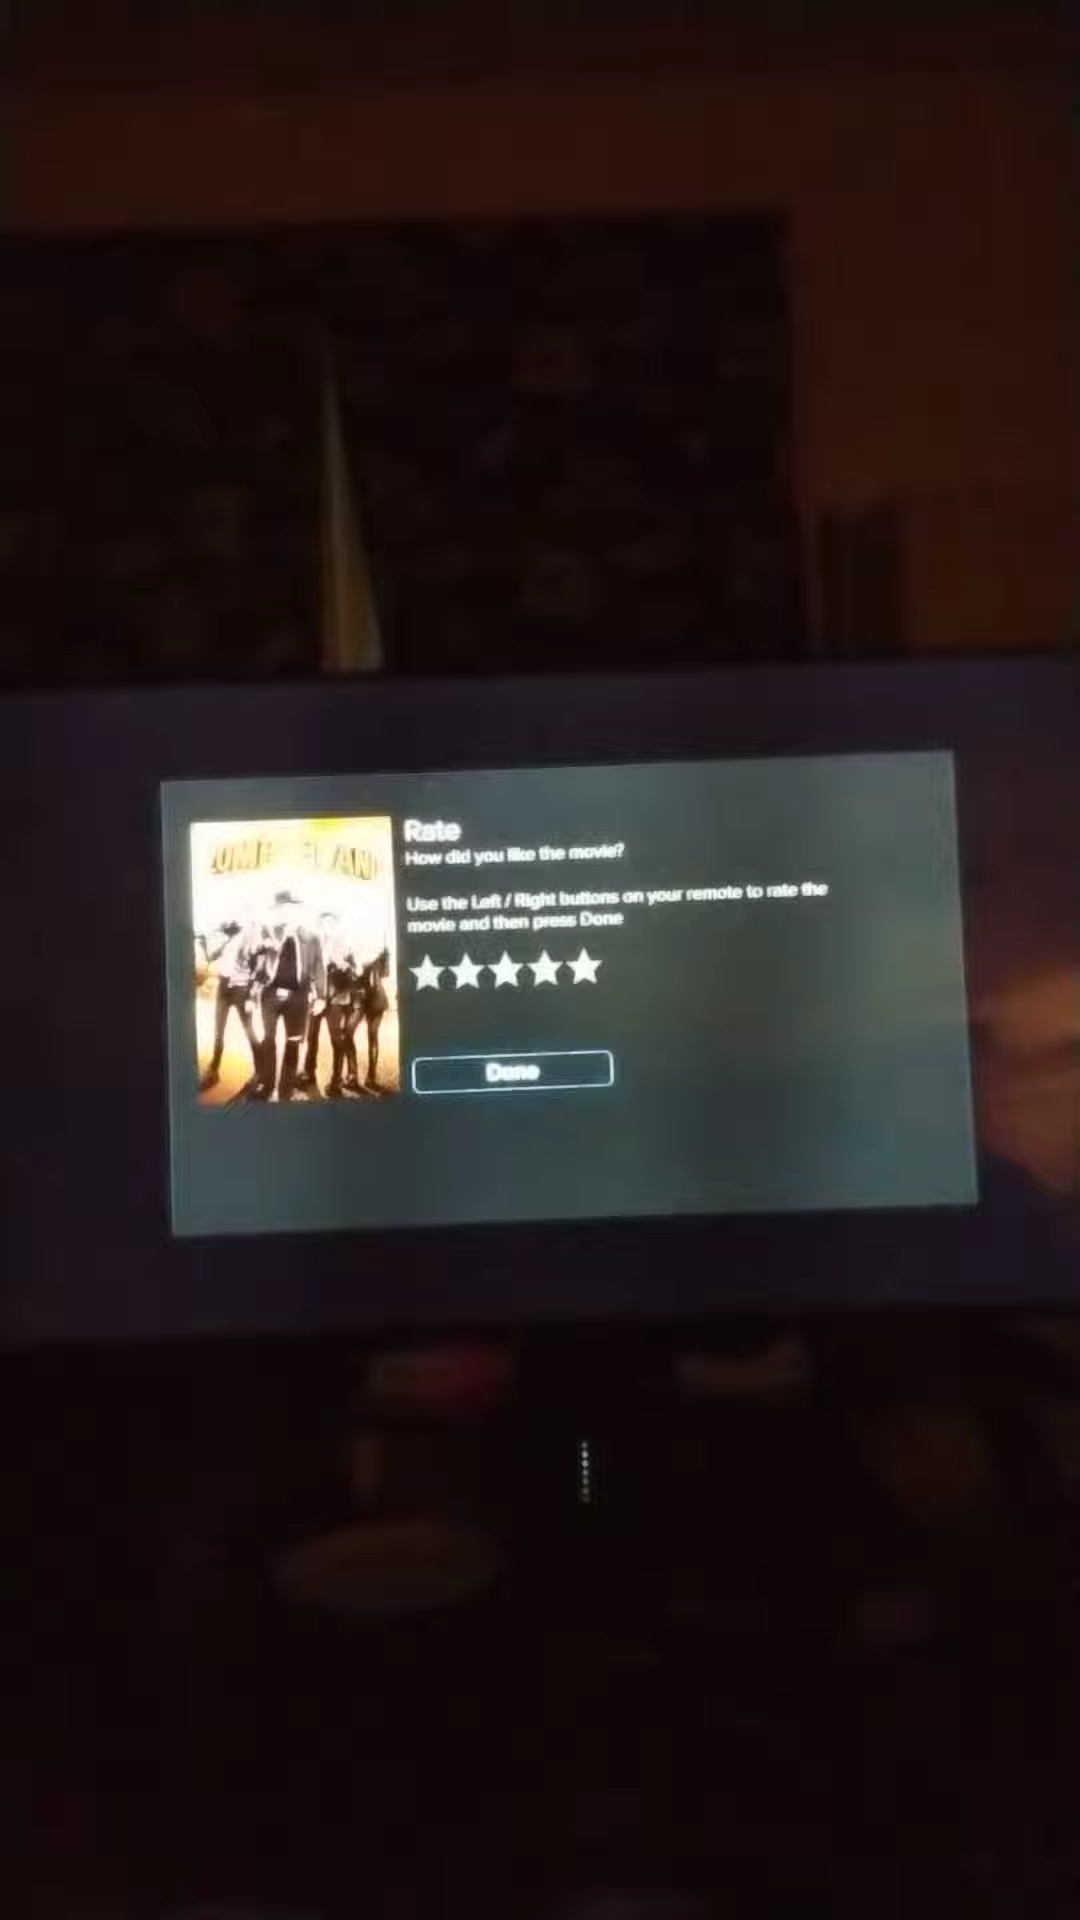 Rate
How did you like the movie?
Use the Left / Right buttons on your remote to rate the
movie and then press Done
Done